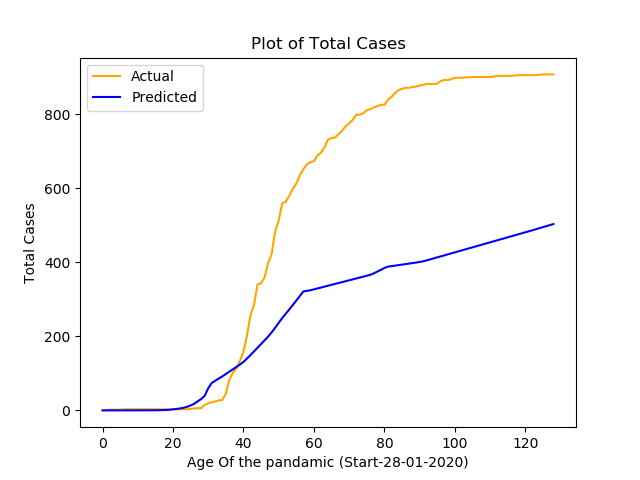 Plot of Total Cases
Actual
Predicted
Total Cases
800
600
400
200
0
0 20 40 60 80 100 120
Age Of the pandamic (Start-28-01-2020)